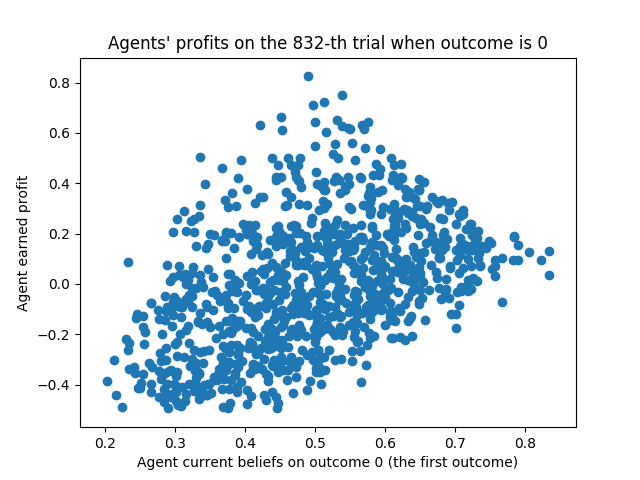 Agents' profits on the 832-th trial when outcome is 0
0.8
0.6
0.4
0.2
0.0
−0.2
−0.4
Agent earned profit
0.2 0.3 0.4 0.5 0.6 0.7 0.8
Agent current beliefs on outcome 0 (the first outcome)